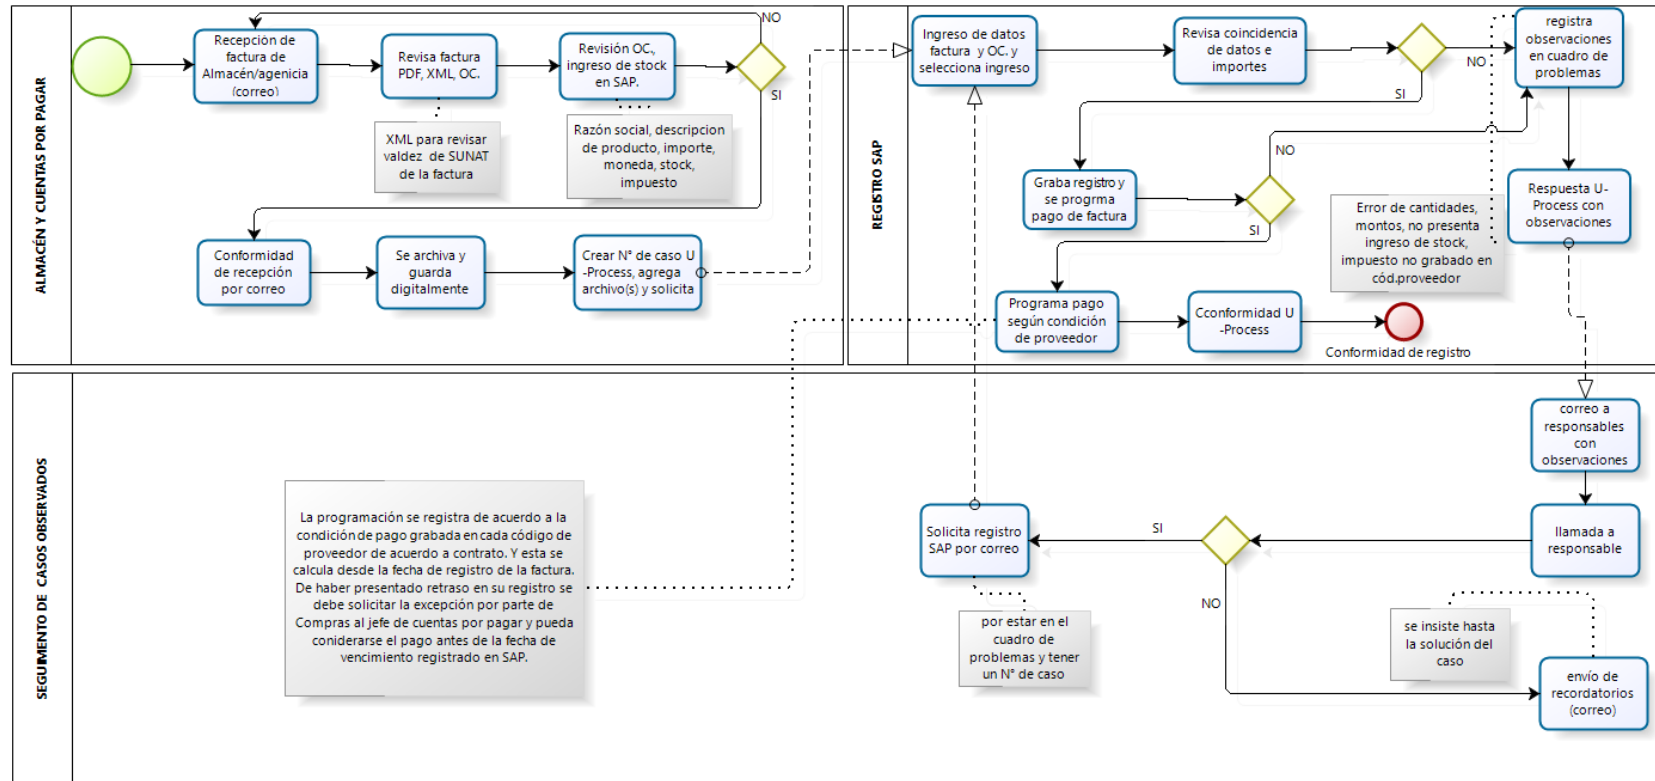 ALMACÉN Y CUENTAS POR PAGAR
Recepción de
factura de
Almacén/agenicia
(correo)
Revisa factura
PDF, XML, OC.
XML para revisar
valdez de SUNAT
de la factura
Revisión OC.,
ingreso de stock
en SAP.
Razón social, descripcion
de producto, importe,
moneda, stock,
impuesto
NO
SI
Conformidad
de recepción
por correo
Se archiva y
guarda
digitalmente
Crear N° de caso U
-Process, agrega
archivo(s) y solicita
REGISTRO SAP
Ingreso de datos
factura y OC. y
selecciona ingreso
Revisa coincidencia
de datos e
importes
NO
SI
registra
observaciones
en cuadro de
problemas
Graba registro y
se progrma
pago de factura
NO
SI
Error de cantidades,
montos, no presenta
ingreso de stock,
impuesto no grabado en
cód.proveedor
Respuesta U-
Process con
observaciones
Programa pago
según condición
de proveedor
Cconformidad U
-Process
Conformidad de registro
SEGUIMENTO DE CASOS OBSERVADOS
La programación se registra de acuerdo a la
condición de pago grabada en cada código de
proveedor de acuerdo a contrato. Y esta se
calcula desde la fecha de registro de la factura.
De haber presentado retraso en su registro se
debe solicitar la excepción por parte de
Compras al jefe de cuentas por pagar y pueda
coniderarse el pago antes de la fecha de
vencimiento registrado en SAP.
correo a
responsables
con
observaciones
llamada a
responsable
SI
NO
Solicita registro
SAP por correo
por estar en el
cuadro de
problemas y tener
un N° de caso
se insiste hasta
la solución del
caso
envío de
recordatorios
(correo)